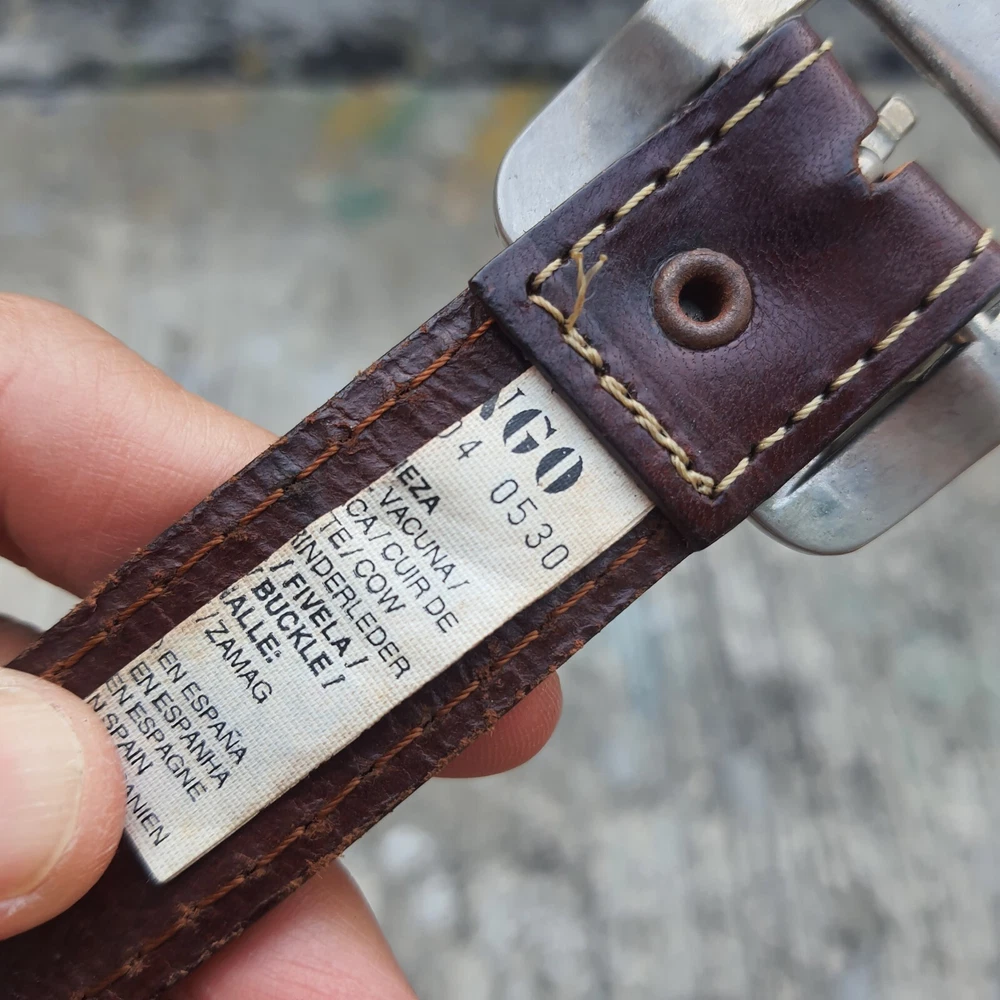 NGO
04 0530
EZA
VACUNA/
CA/CUIR DE
TE/COW
RINDERLEDER
/FIVELA/
/BUCKLE/
ALLE:
/ZAMAG
EN ESPAÑA
EN ESPANHA
EN ESPAGNE
N SPAIN
ANIEN